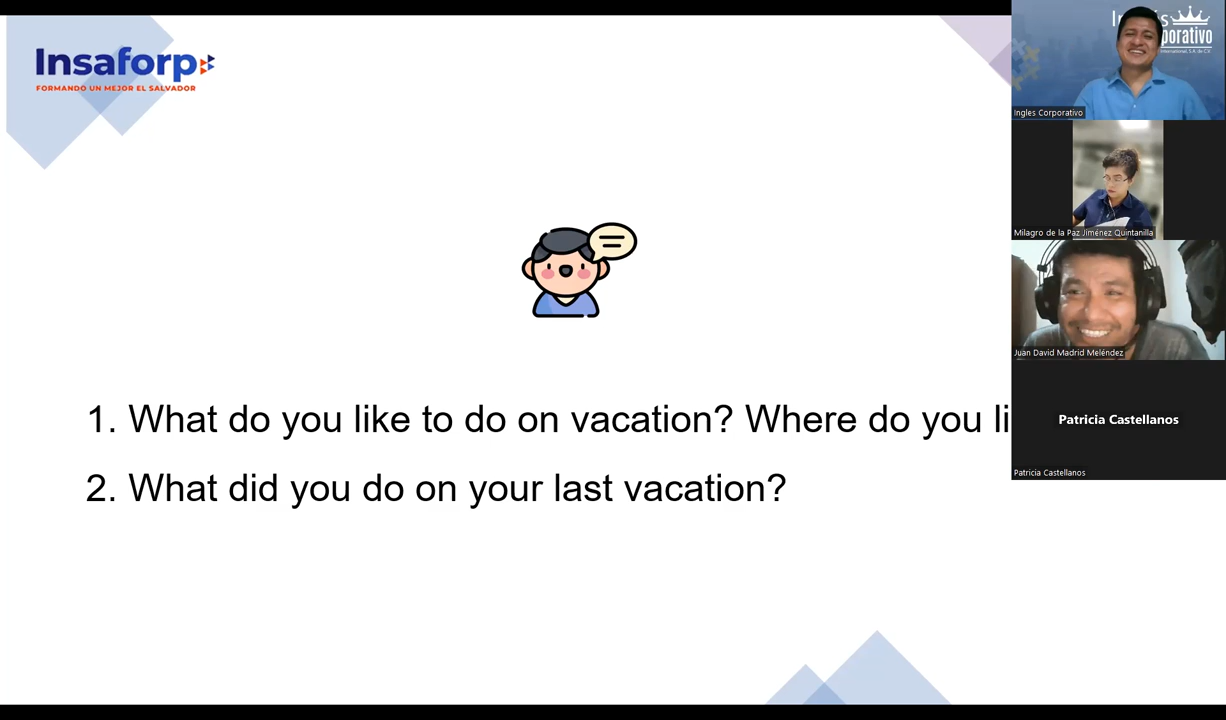 Insaforp
FORMANDO UN MEJOR EL SALVADOR
1. What do you like to do on vacation? Where do you li
2. What did you do on your last vacation?
Ingles Corporativo
Milagro de la Paz Jiménez Quintanilla
Juan David Madrid Meléndez
Patricia Castellanos
Patricia Castellanos